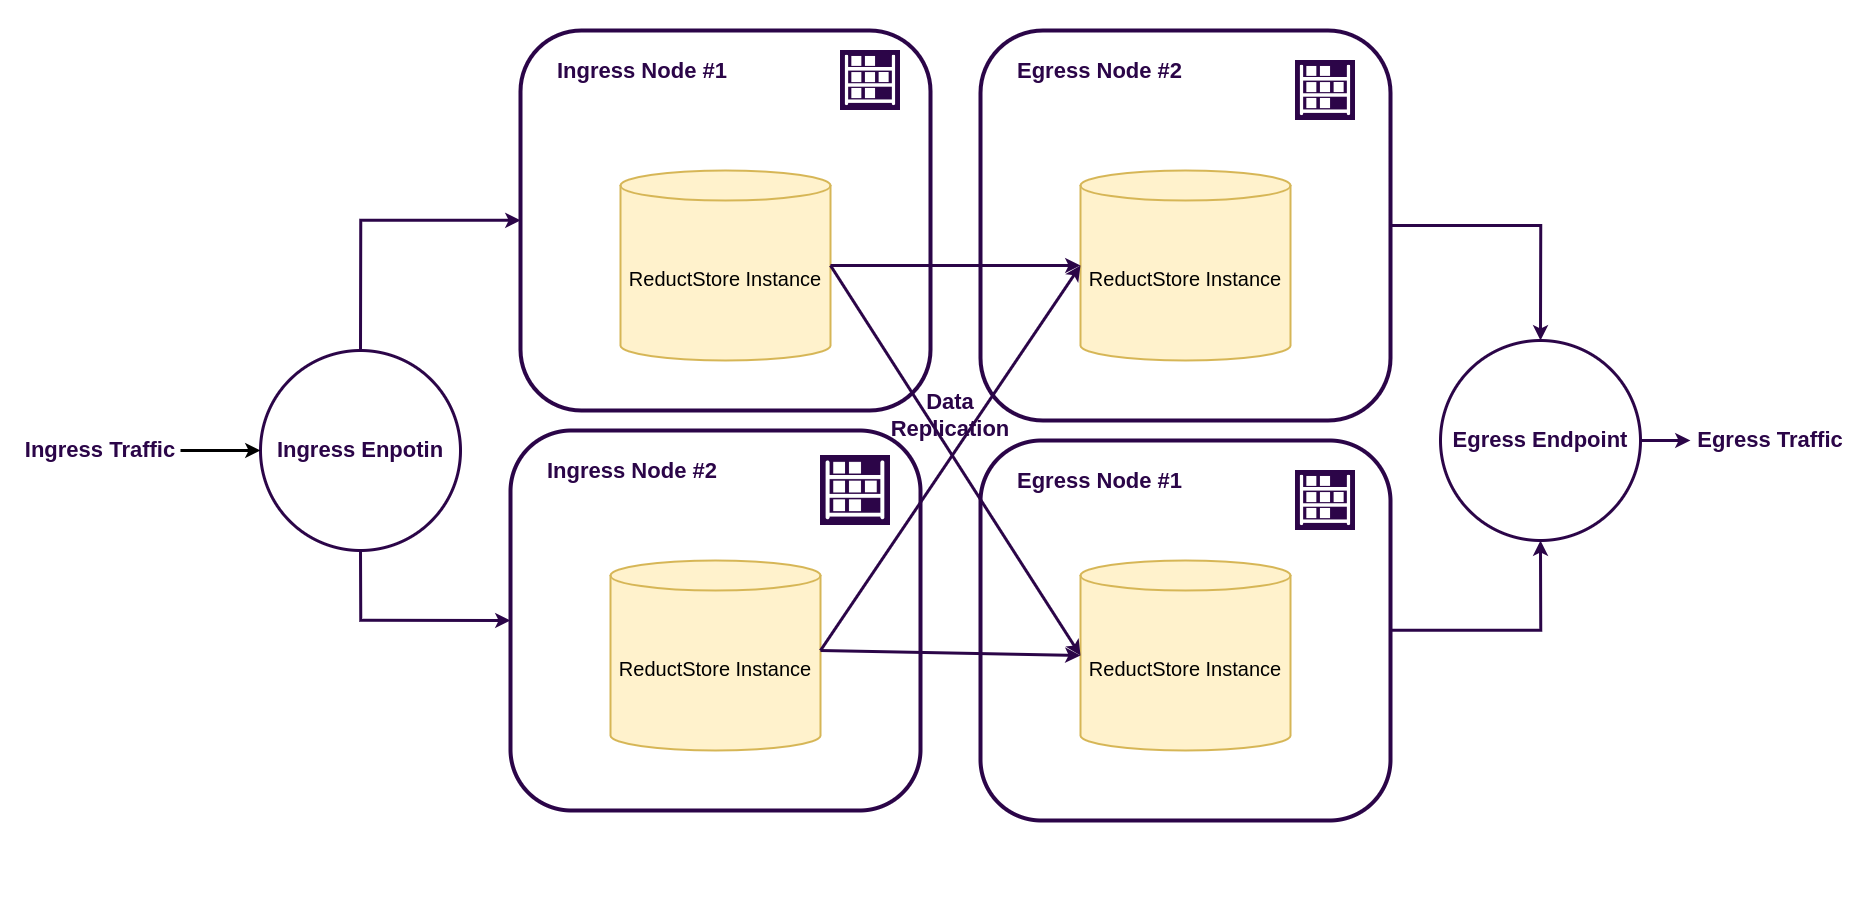 Ingress Traffic
Ingress Enpotin
Ingress Node #1
ReductStore Instance
Ingress Node #2
ReductStore Instance
Data
Replication
Egress Node #2
ReductStore Instance
Egress Node #1
ReductStore Instance
Egress Endpoint
Egress Traffic